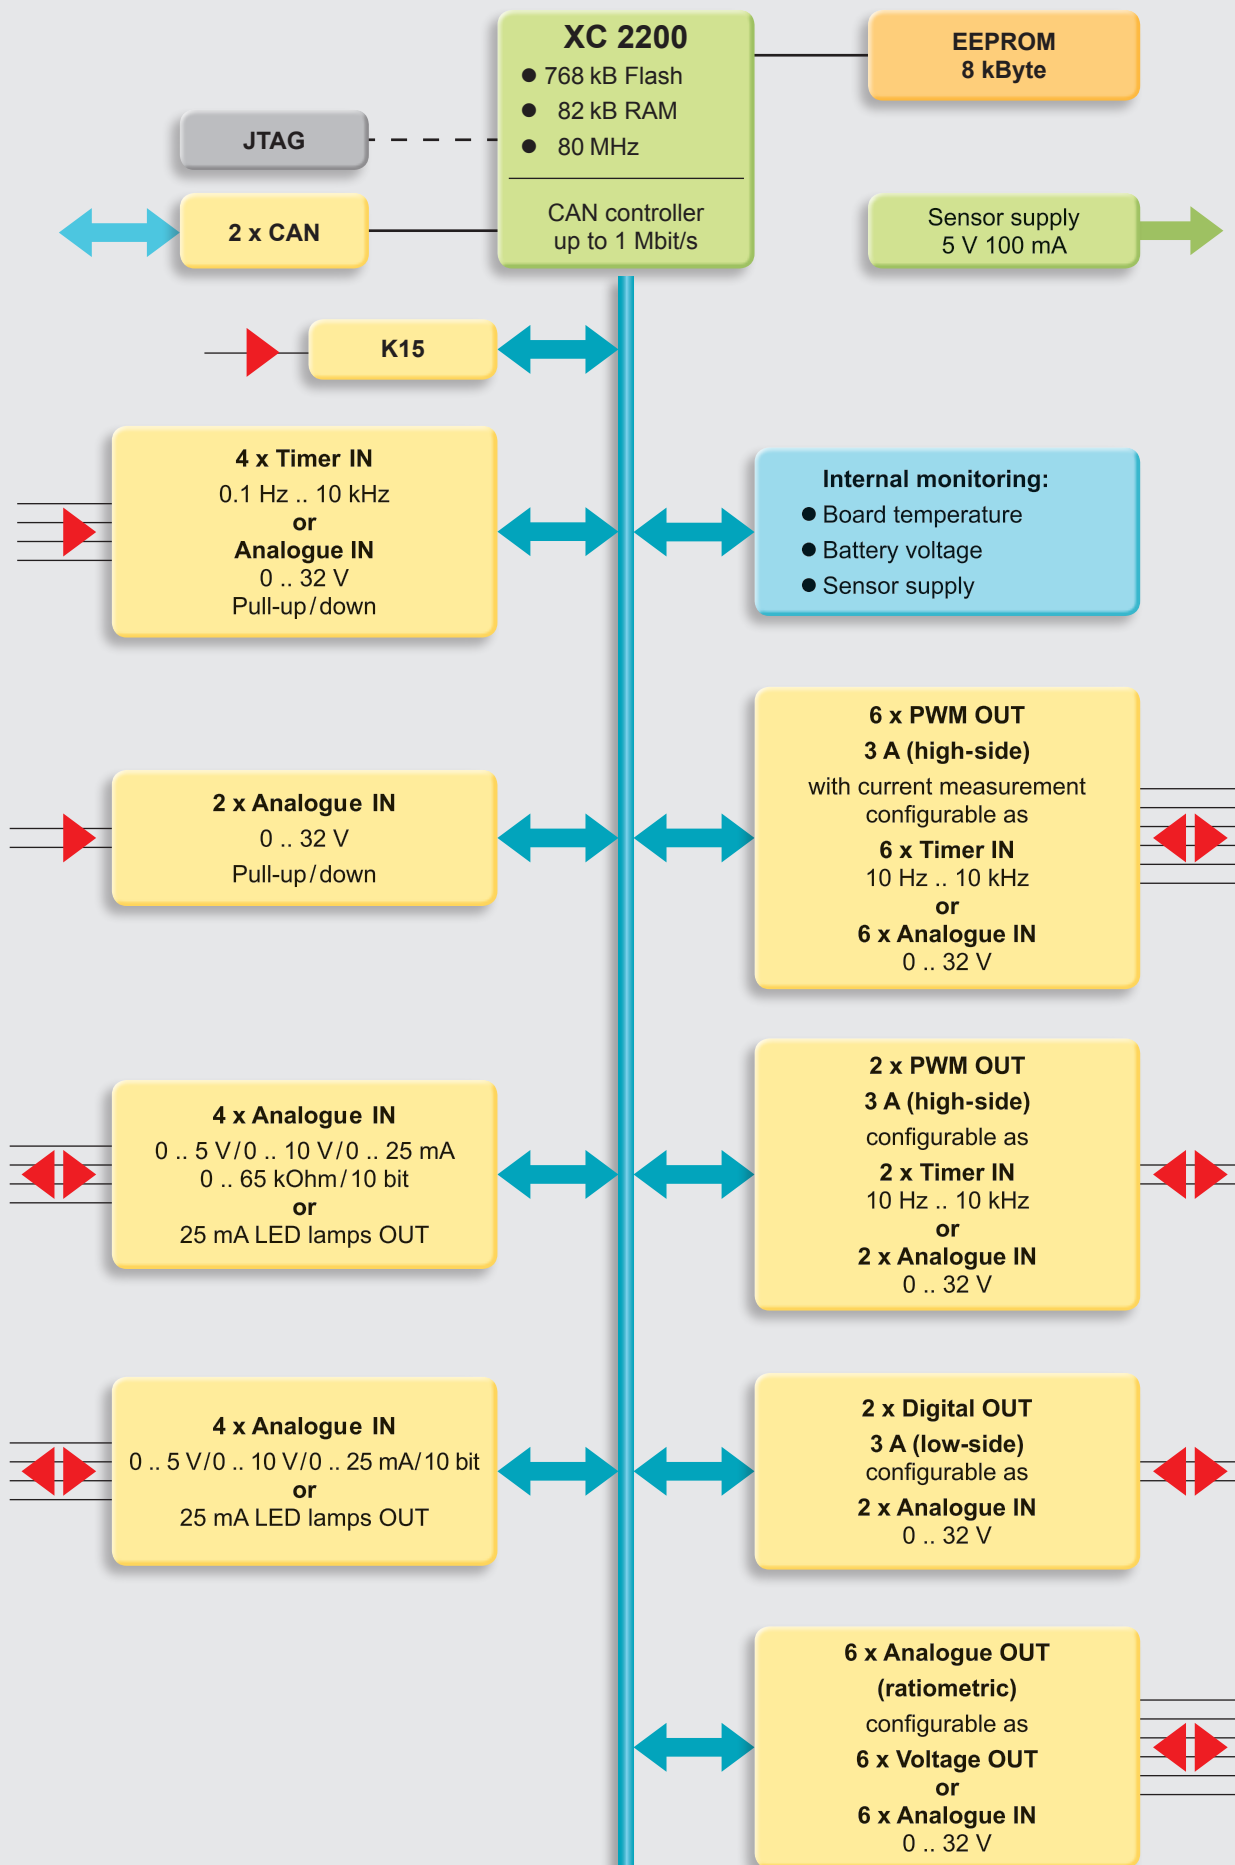 XC 2200
● 768 kB Flash
● 82 kB RAM
● 80 MHz
CAN controller
up to 1 Mbit/s
EEPROM
8 kByte
JTAG
2 x CAN
Sensor supply
5 V 100 mA
K15
4 x Timer IN
0.1 Hz .. 10 kHz
or
Analogue IN
0 .. 32 V
Pull-up/down
Internal monitoring:
● Board temperature
● Battery voltage
● Sensor supply
2 x Analogue IN
0 .. 32 V
Pull-up/down
6 x PWM OUT
3 A (high-side)
with current measurement
configurable as
6 x Timer IN
10 Hz .. 10 kHz
or
6 x Analogue IN
0 .. 32 V
4 x Analogue IN
0 .. 5 V/0 .. 10 V/0 .. 25 mA
0 .. 65 kOhm/10 bit
or
25 mA LED lamps OUT
2 x PWM OUT
3 A (high-side)
configurable as
2 x Timer IN
10 Hz .. 10 kHz
or
2 x Analogue IN
0 .. 32 V
4 x Analogue IN
0 .. 5 V/0 .. 10 V/0 .. 25 mA/10 bit
or
25 mA LED lamps OUT
2 x Digital OUT
3 A (low-side)
configurable as
2 x Analogue IN
0 .. 32 V
6 x Analogue OUT
(ratiometric)
configurable as
6 x Voltage OUT
or
6 x Analogue IN
0 .. 32 V